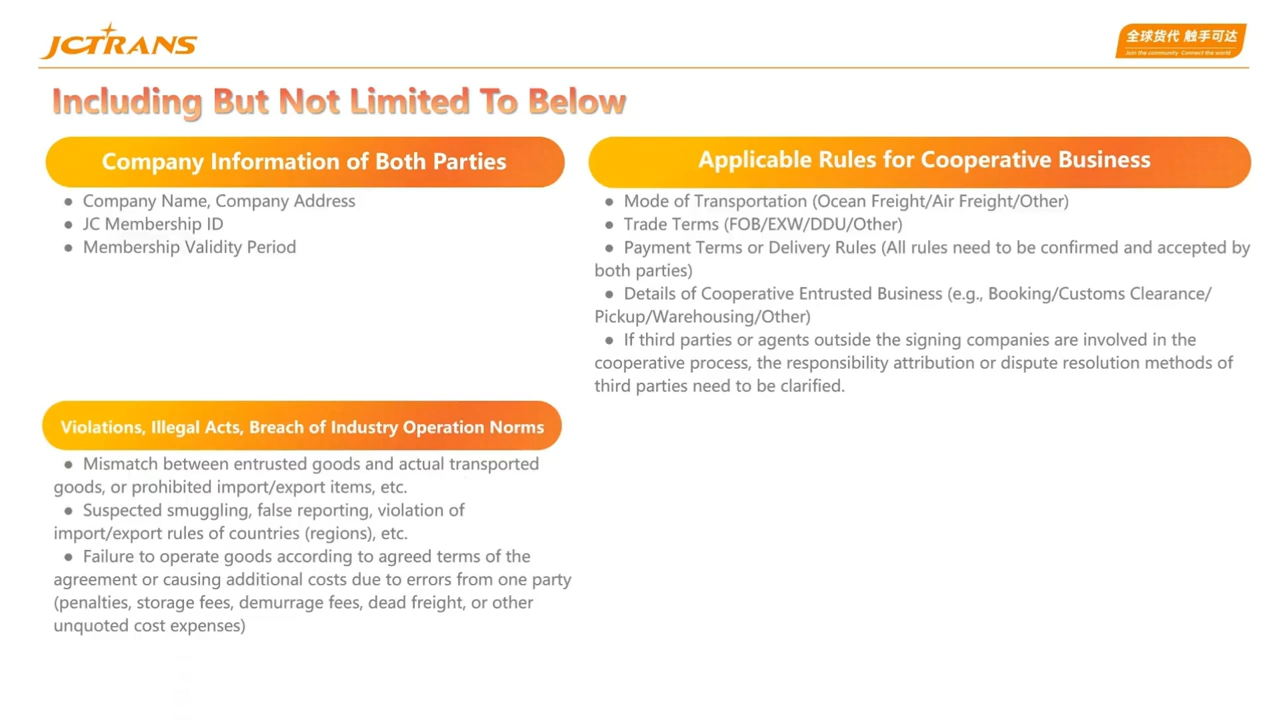 JCTRANS
全球货代 触手可达
Join the community Connect the world
Including But Not Limited To Below
Company Information of Both Parties
● Company Name, Company Address
● JC Membership ID
● Membership Validity Period
Applicable Rules for Cooperative Business
● Mode of Transportation (Ocean Freight/Air Freight/Other)
● Trade Terms (FOB/EXW/DDU/Other)
● Payment Terms or Delivery Rules (All rules need to be confirmed and accepted by
both parties)
● Details of Cooperative Entrusted Business (e.g., Booking/Customs Clearance/
Pickup/Warehousing/Other)
● If third parties or agents outside the signing companies are involved in the
cooperative process, the responsibility attribution or dispute resolution methods of
third parties need to be clarified.
Violations, Illegal Acts, Breach of Industry Operation Norms
● Mismatch between entrusted goods and actual transported
goods, or prohibited import/export items, etc.
● Suspected smuggling, false reporting, violation of
import/export rules of countries (regions), etc.
● Failure to operate goods according to agreed terms of the
agreement or causing additional costs due to errors from one party
(penalties, storage fees, demurrage fees, dead freight, or other
unquoted cost expenses)